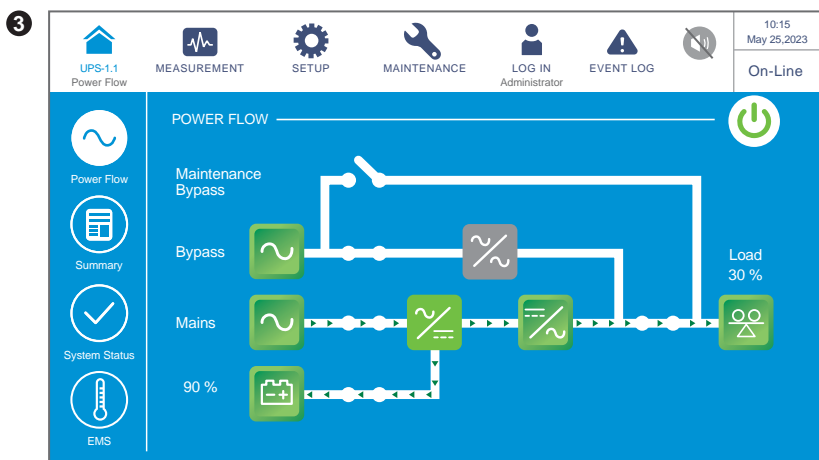 3
10:15
May 25,2023
UPS-1.1
Power Flow
MEASUREMENT
SETUP
MAINTENANCE
LOG IN
Administrator
EVENT LOG
On-Line
POWER FLOW
Power Flow
Summary
System Status
EMS
Maintenance
Bypass
Bypass
Load
30 %
Mains
90 %